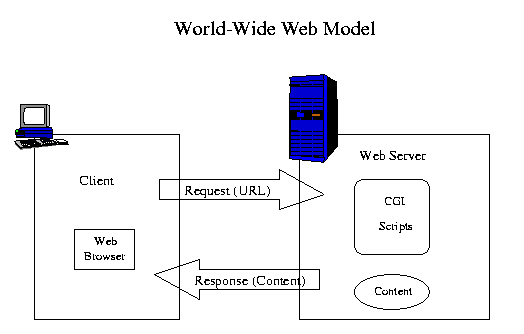 World-Wide Web Model
Web Server
Client
Request (URL)
CGI
Scripts
Web
Browser
Response (Content)
Content